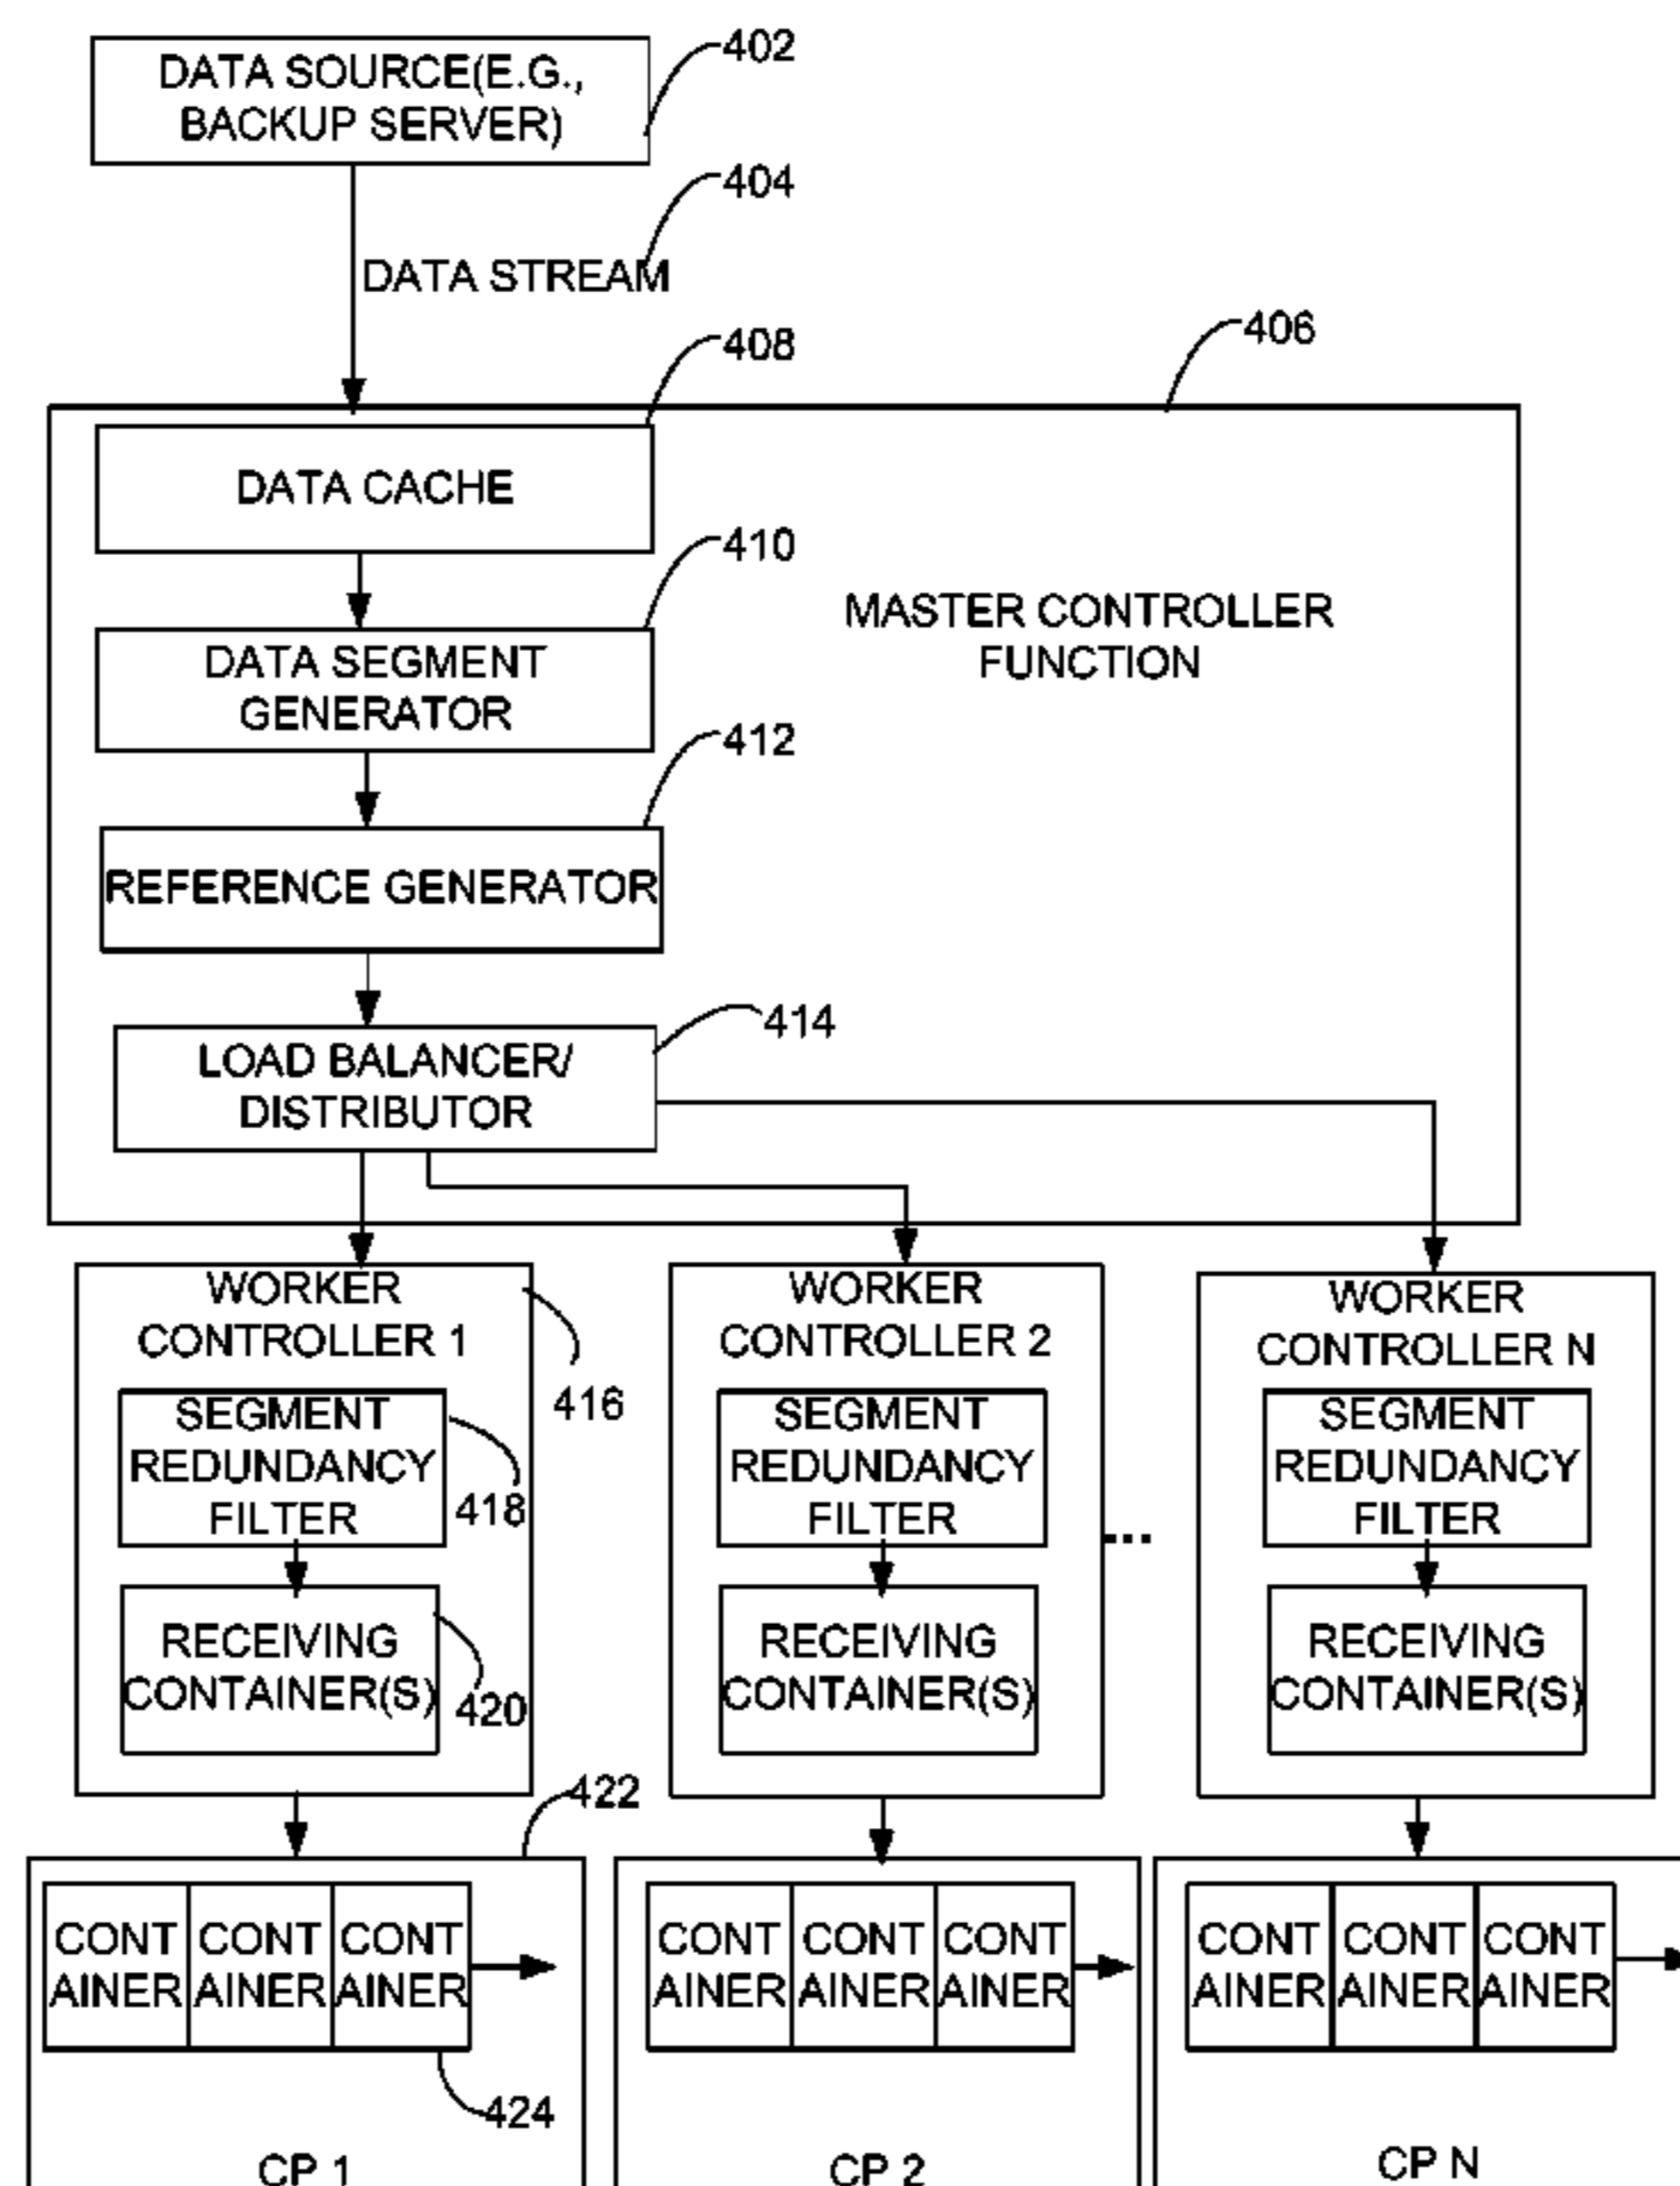 DATA SOURCE(E.G.,
BACKUP SERVER)
402
404
DATA STREAM
406
408
DATA CACHE
410
MASTER CONTROLLER
FUNCTION
DATA SEGMENT
GENERATOR
412
REFERENCE GENERATOR
414
LOAD BALANCER/
DISTRIBUTOR
WORKER
CONTROLLER 1
416
SEGMENT
REDUNDANCY
FILTER
418
RECEIVING
CONTAINER(S)
420
WORKER
CONTROLLER 2
SEGMENT
REDUNDANCY
FILTER
RECEIVING
CONTAINER(S)
...
WORKER
CONTROLLER N
SEGMENT
REDUNDANCY
FILTER
RECEIVING
CONTAINER(S)
422
CONT
AINER
CONT
AINER
CONT
AINER
424
CP 1
CONT
AINER
CONT
AINER
CONT
AINER
CP 2
CONT
AINER
CONT
AINER
CONT
AINER
CP N